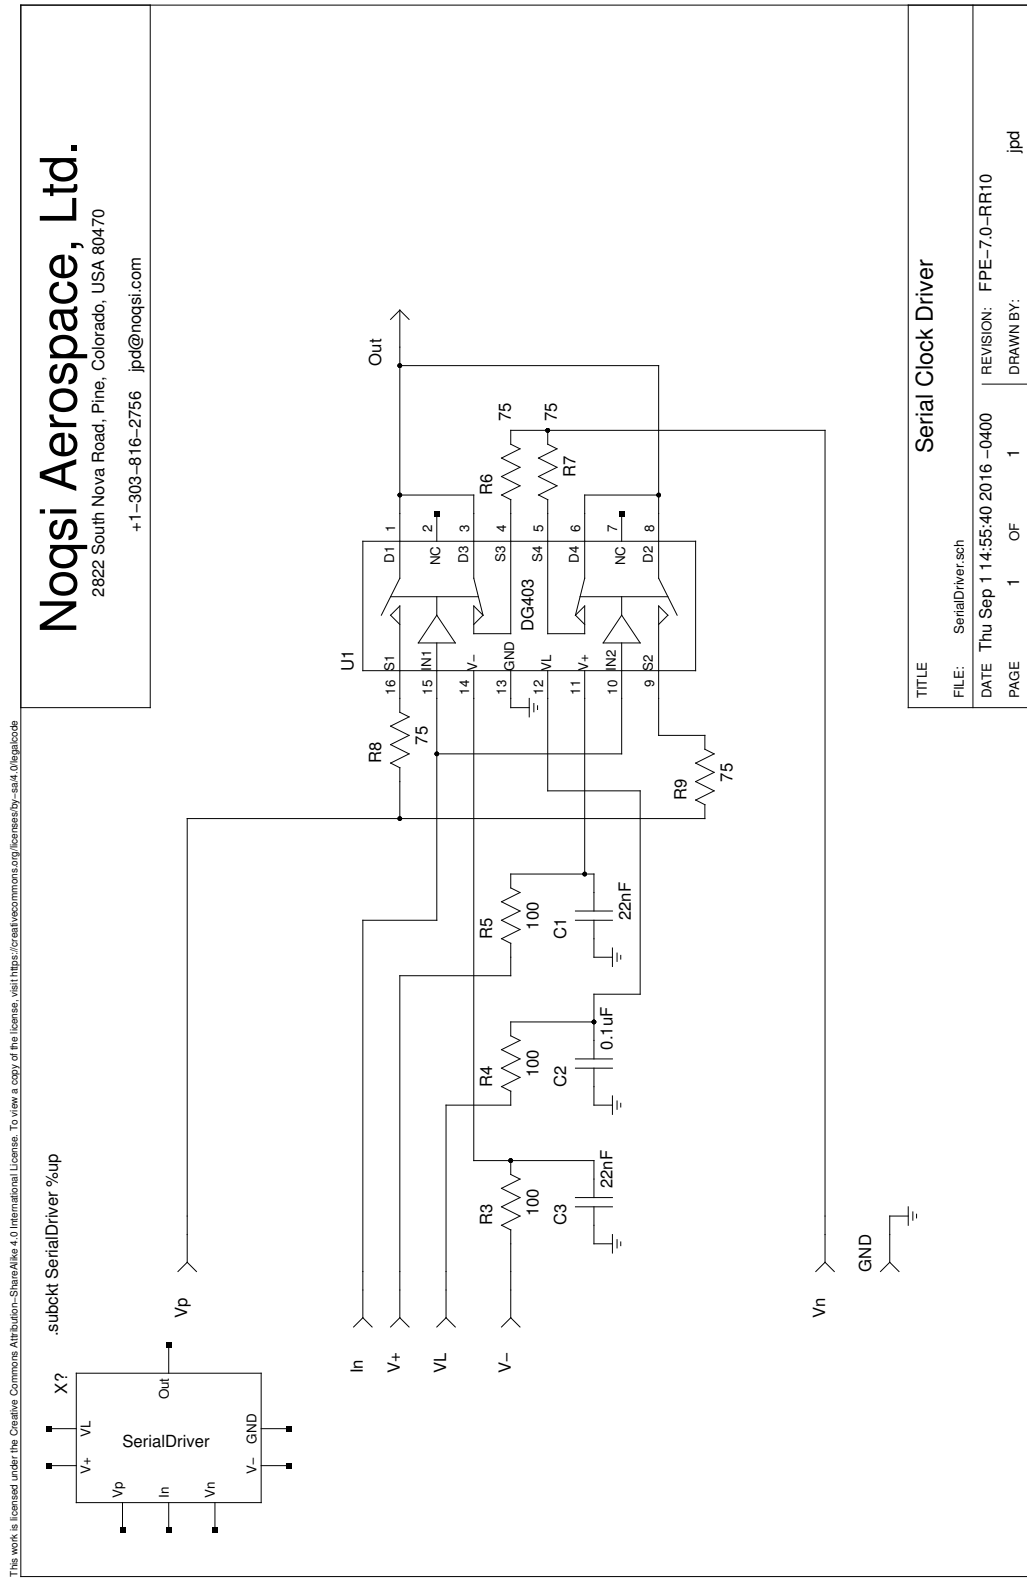 This work is licensed under the Creative Commons Attribution−ShareAlike 4.0 International License. To view a copy of the license, visit https://creativecommons.org/licenses/by−sa/4.0/legalcode
Noqsi Aerospace, Ltd.
2822 South Nova Road, Pine, Colorado, USA 80470
+1−303−816−2756 jpd@noqsi.com
.subckt SerialDriver %up
X?
V+
VL
Vp
In
Vn
Out
SerialDriver
V−
GND
Vp
In
V+
VL
V−
Vn
GND
R3
100
C3
22nF
R4
100
C2
0.1uF
R5
100
C1
22nF
R8
75
R9
75
U1
16 S1
15 IN1
14 V−
13 GND
12 VL
11 V+
10 IN2
9 S2
DG403
D1 1
NC 2
D3 3
S3 4
S4 5
D4 6
NC 7
D2 8
R6
75
R7
75
Out
TITLE
Serial Clock Driver
FILE: SerialDriver.sch
REVISION: FPE−7.0−RR10
DATE Thu Sep 1 14:55:40 2016 −0400
PAGE 1 OF 1
DRAWN BY: jpd